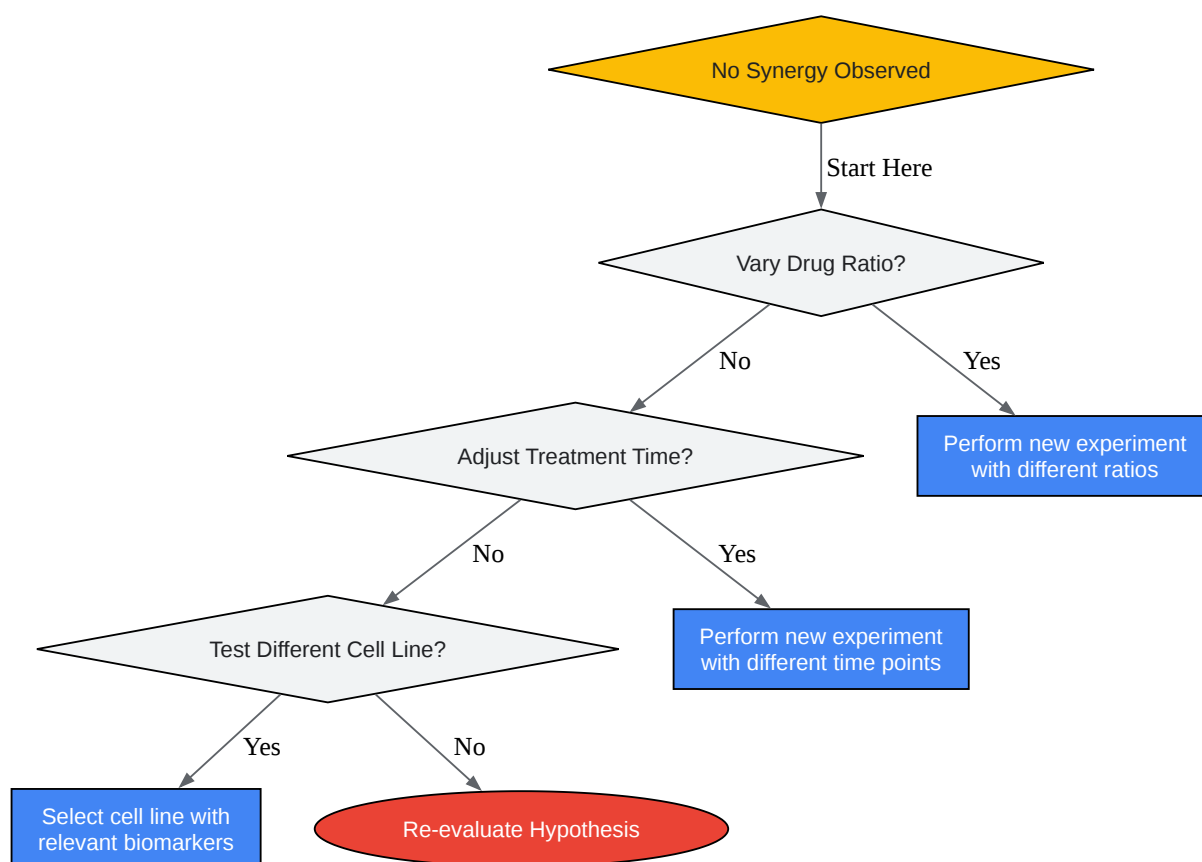 No Synergy Observed
Start Here
Vary Drug Ratio?
No
Yes
Adjust Treatment Time?
Perform new experiment
with different ratios
No
Yes
Test Different Cell Line?
Perform new experiment
with different time points
Yes
No
Select cell line with
relevant biomarkers
Re-evaluate Hypothesis